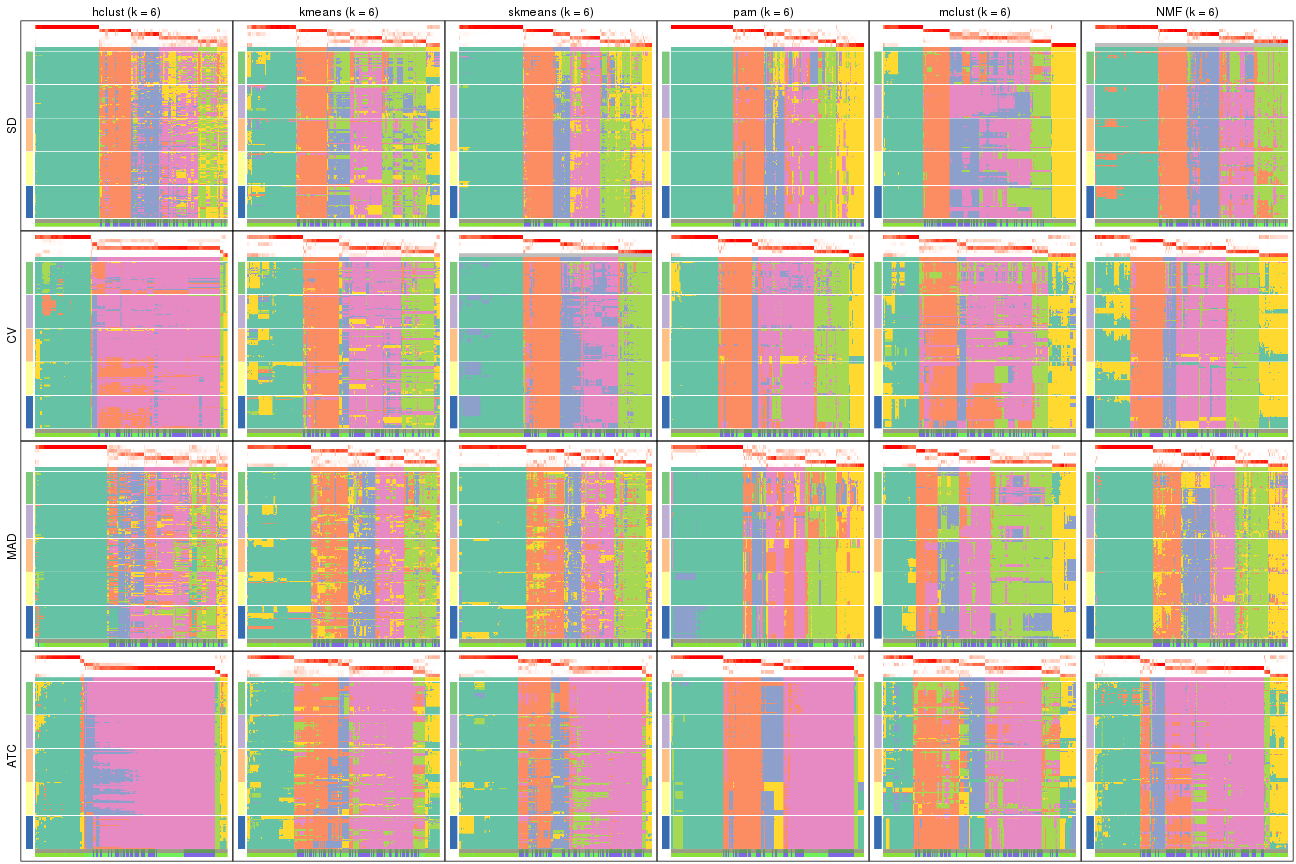 hclust (k = 6) kmeans (k = 6) skmeans (k = 6) pam (k = 6) mclust (k = 6) NMF (k = 6)
SD
CV
MAD
ATC